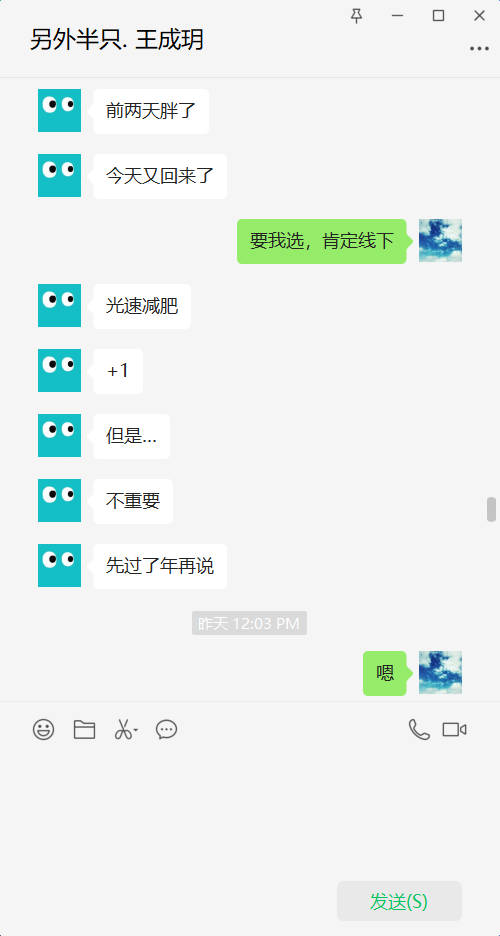 另外半只. 王成玥
前两天胖了
今天又回来了
要我选，肯定线下
光速减肥
+1
但是...
不重要
先过了年再说
昨天 12:03 PM
嗯
发送(S)